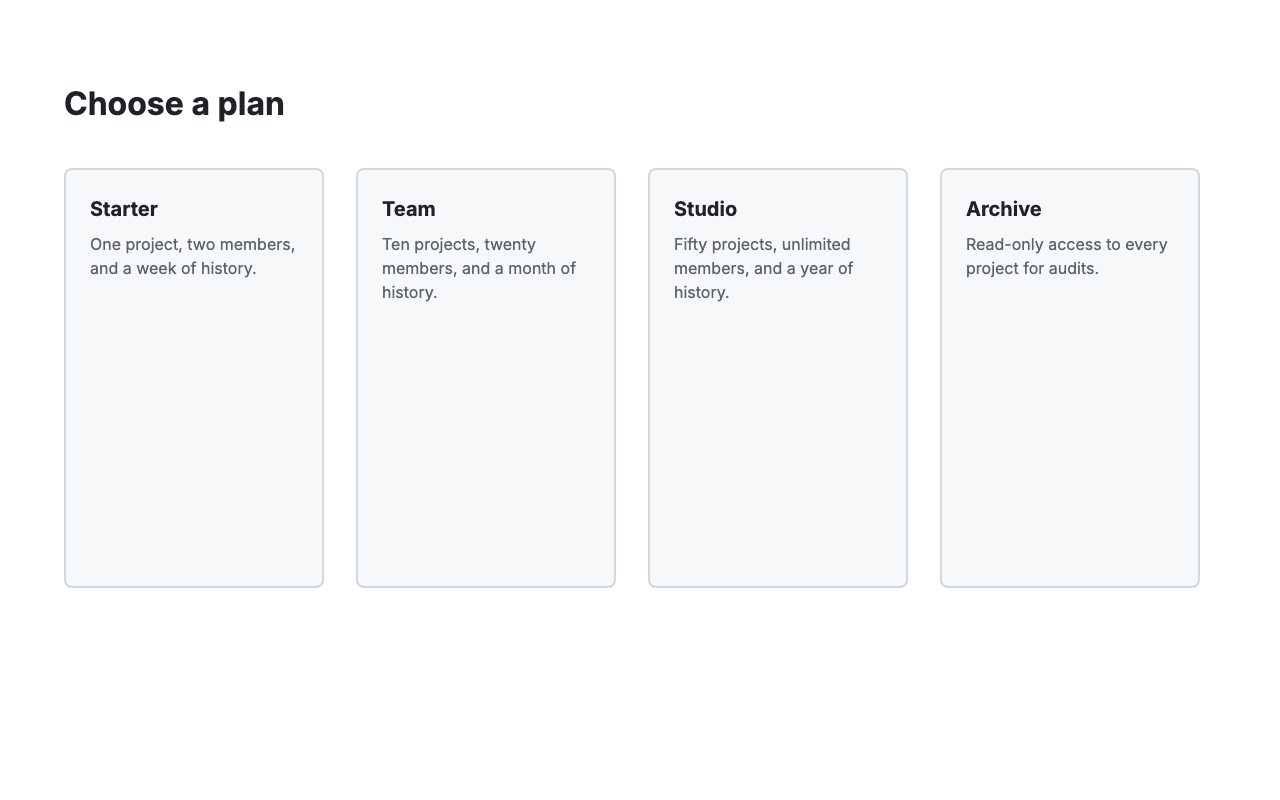 Choose a plan
Starter
One project, two members,
and a week of history.
Team
Ten projects, twenty
members, and a month of
history.
Studio
Fifty projects, unlimited
members, and a year of
history.
Archive
Read-only access to every
project for audits.